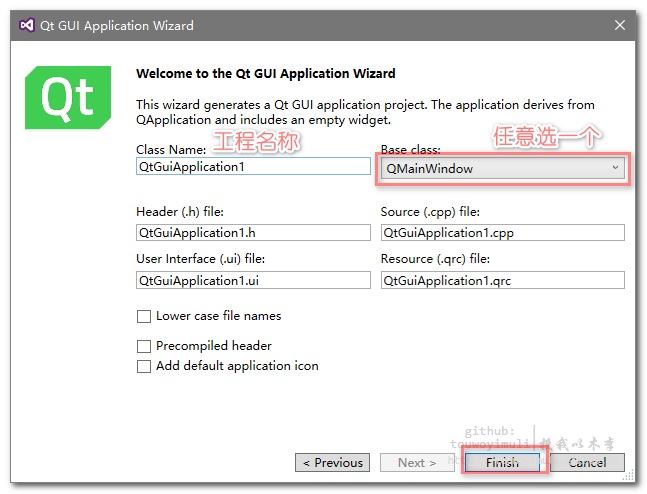 Qt GUI Application Wizard
Qt
Welcome to the Qt GUI Application Wizard
This wizard generates a Qt GUI application project. The application derives from
QApplication and includes an empty widget.
工程名称
任意选一个
Class Name:
Base class:
QtGuiApplication1
QMainWindow
Header (.h) file:
Source (.cpp) file:
QtGuiApplication1.h
QtGuiApplication1.cpp
User Interface (.ui) file:
Resource (.qrc) file:
QtGuiApplication1.ui
QtGuiApplication1.qrc
Lower case file names
Precompiled header
Add default application icon
github:
touwoyimuli
投我以木李
< Previous
Next >
Finish
Cancel